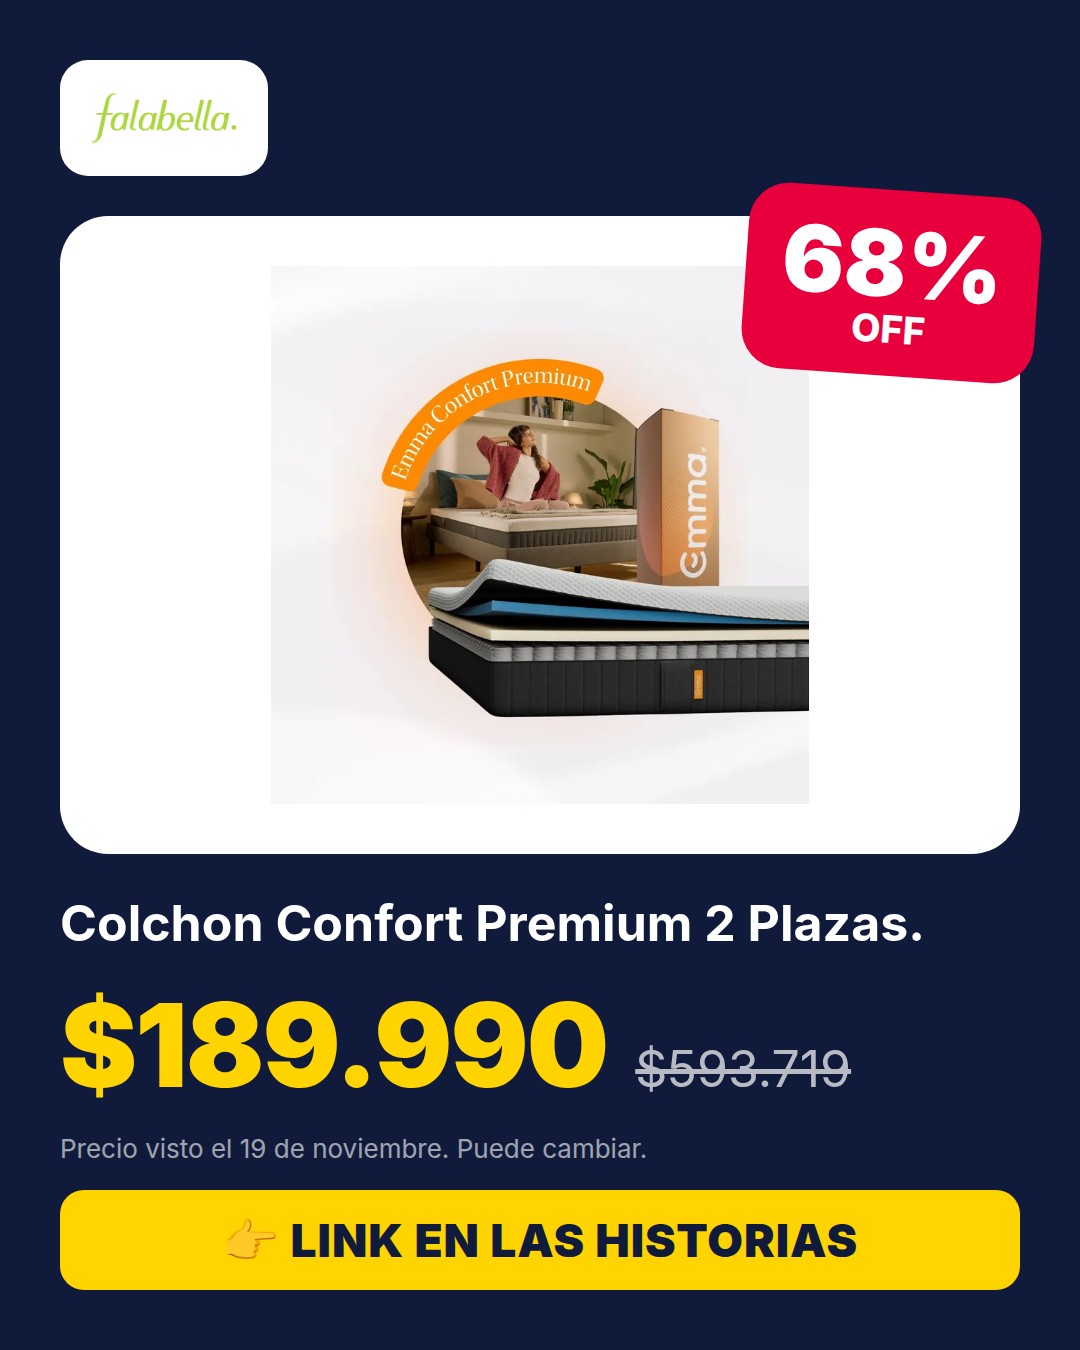 falabella.
68%
OFF
Emma Confort Premium
emma
Colchon Confort Premium 2 Plazas.
$189.990 $593.719
Precio visto el 19 de noviembre. Puede cambiar.
👉 LINK EN LAS HISTORIAS